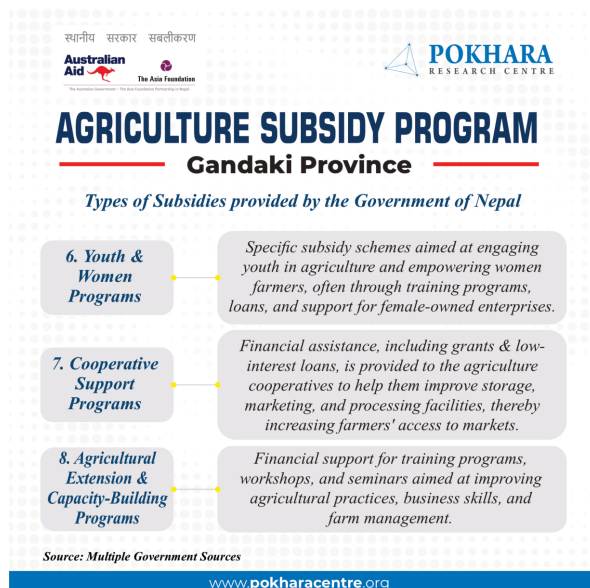 स्थानीय सरकार सबलीकरण
Australian
Aid
The Asia Foundation
The Australian Government – The Asia Foundation Partnership in Nepal
POKHARA
RESEARCH CENTRE
AGRICULTURE SUBSIDY PROGRAM
Gandaki Province
Types of Subsidies provided by the Government of Nepal
6. Youth &
Women
Programs
Specific subsidy schemes aimed at engaging
youth in agriculture and empowering women
farmers, often through training programs,
loans, and support for female-owned enterprises.
7. Cooperative
Support
Programs
Financial assistance, including grants & low-
interest loans, is provided to the agriculture
cooperatives to help them improve storage,
marketing, and processing facilities, thereby
increasing farmers' access to markets.
8. Agricultural
Extension &
Capacity-Building
Programs
Financial support for training programs,
workshops, and seminars aimed at improving
agricultural practices, business skills, and
farm management.
Source: Multiple Government Sources
www.pokharacentre.org